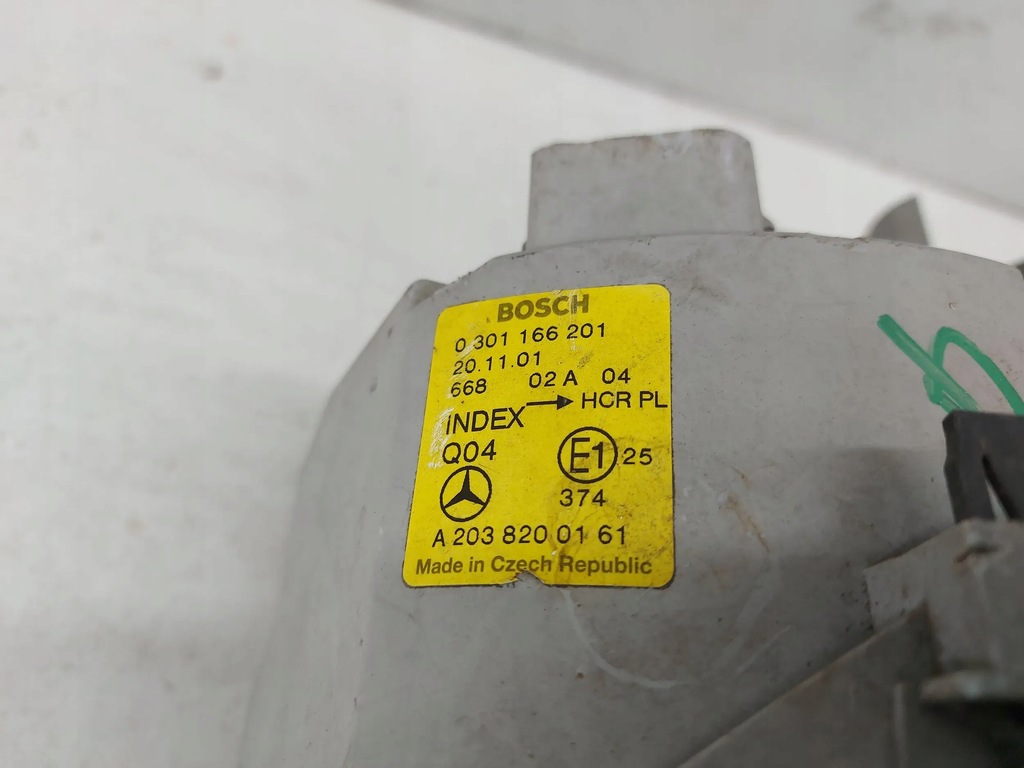 BOSCH
0 301 166 201
20.11.01
668 02 A 04
INDEX → HCR PL
Q04 E1 25
374
A 203 820 01 61
Made in Czech Republic